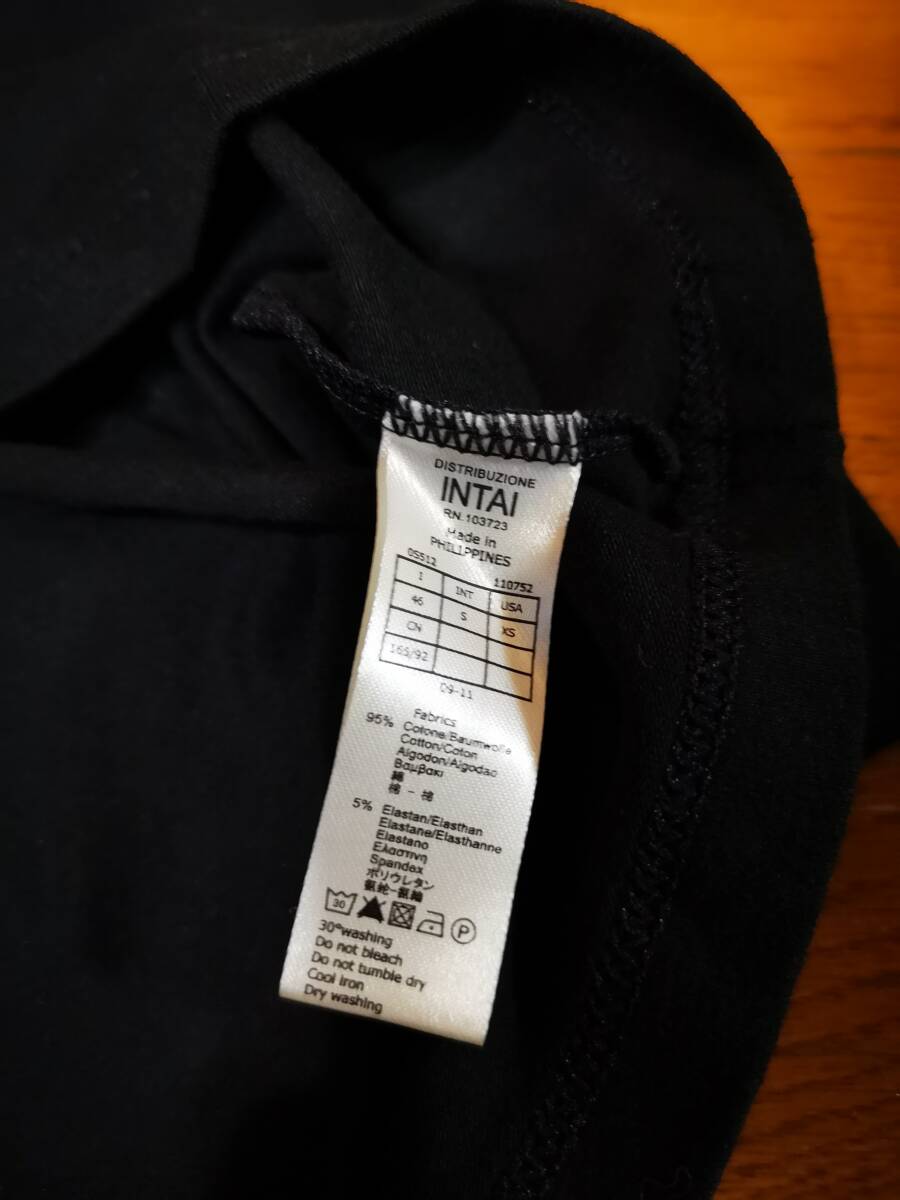 DISTRIBUZIONE
INTAI
RN.103723
Made in
PHILIPPINES
0S512 110752
I INT USA
46 S XS
CN
165/92
09-11
Fabrics
95% Cotone/Baumwolle
Cotton/Coton
Algodon/Algodao
Βαμβακι
綿
棉 - 棉
5% Elastan/Elasthan
Elastane/Elasthanne
Elastano
Ελαστινη
Spandex
ポリウレタン
氨纶-氨綸
30 P
30°washing
Do not bleach
Do not tumble dry
Cool iron
Dry washing